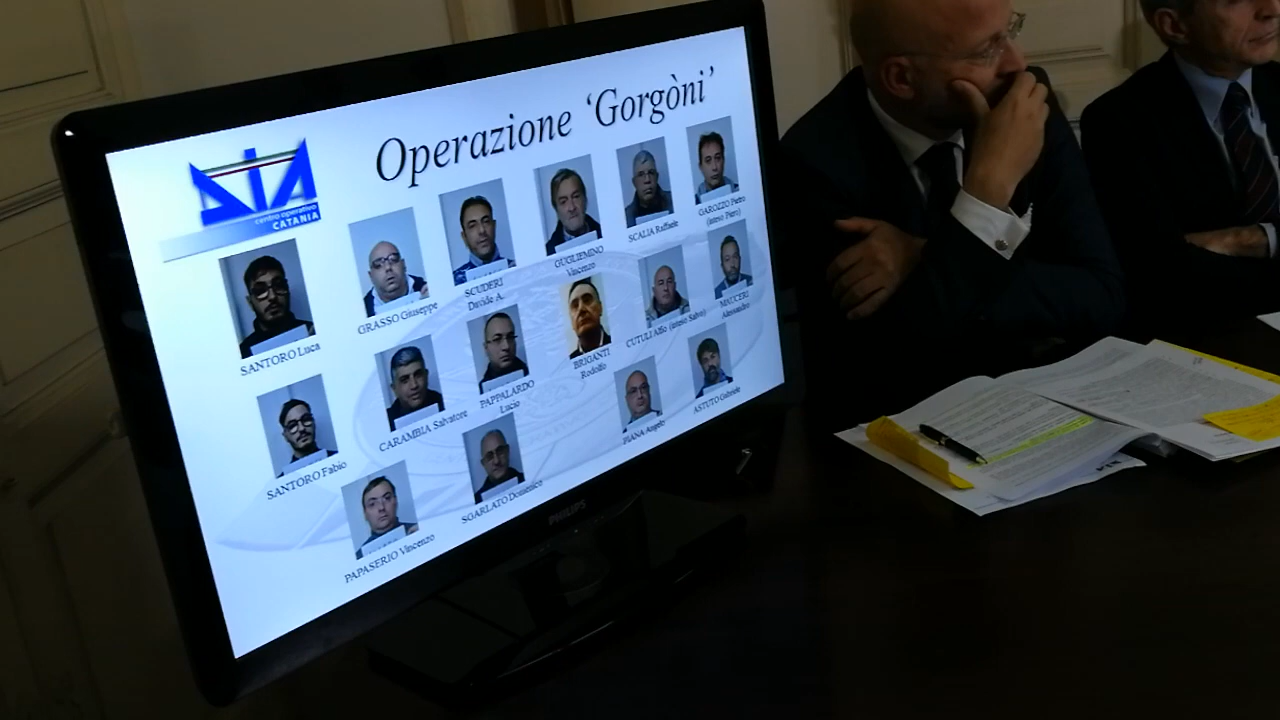 Operazione ‘Gorgòni’
DIA
centro operativo
CATANIA
SANTORO Luca
GRASSO Giuseppe
SCUDERI
Davide A.
GUGLIEMINO
Vincenzo
SCALIA Raffaele
GAROZZO Pietro
(inteso Piero)
SANTORO Fabio
CARAMBIA Salvatore
PAPPALARDO
Lucio
BRIGANTI
Rodolfo
CUTULI Alfio (inteso Salvo)
MAUCERI
Alessandro
PAPASERIO Vincenzo
SGARLATO Domenico
PIANA Angelo
ASTUTO Gabriele
PHILIPS